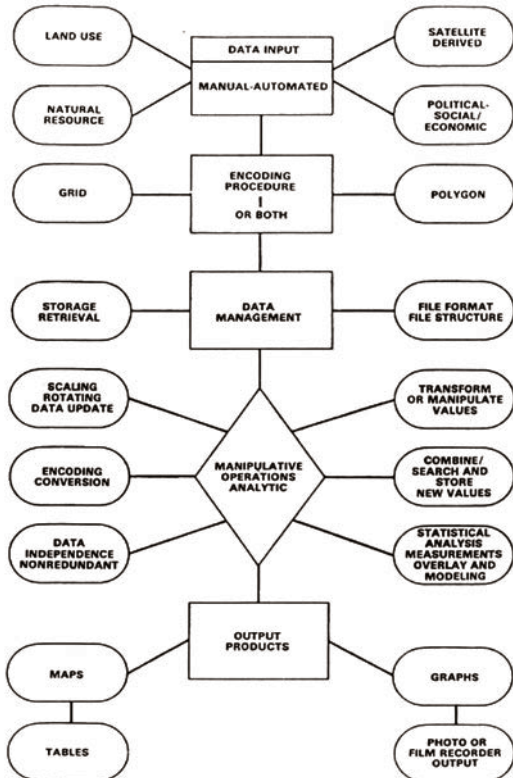 LAND USE
DATA INPUT
SATELLITE
DERIVED
MANUAL-AUTOMATED
NATURAL
RESOURCE
POLITICAL-
SOCIAL/
ECONOMIC
GRID
ENCODING
PROCEDURE
|
OR BOTH
POLYGON
STORAGE
RETRIEVAL
DATA
MANAGEMENT
FILE FORMAT
FILE STRUCTURE
SCALING
ROTATING
DATA UPDATE
TRANSFORM
OR MANIPULATE
VALUES
ENCODING
CONVERSION
MANIPULATIVE
OPERATIONS
ANALYTIC
COMBINE/
SEARCH AND
STORE
NEW VALUES
DATA
INDEPENDENCE
NONREDUNDANT
STATISTICAL
ANALYSIS
MEASUREMENTS
OVERLAY AND
MODELING
OUTPUT
PRODUCTS
MAPS
GRAPHS
TABLES
PHOTO OR
FILM RECORDER
OUTPUT